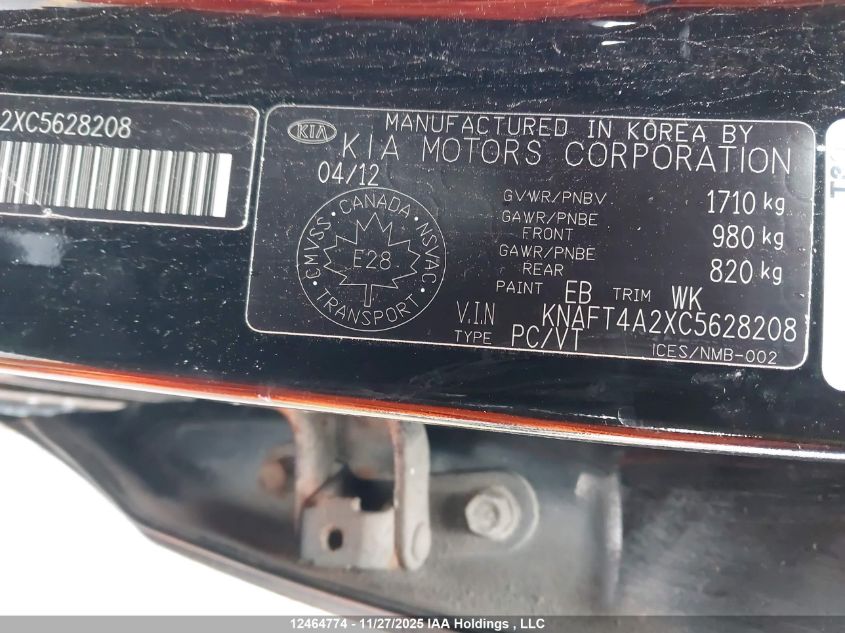 2XC5628208
KIA
MANUFACTURED IN KOREA BY
KIA MOTORS CORPORATION
04/12
CMVSS · CANADA · NSVAC
E28
TRANSPORT
GVWR/PNBV 1710 kg
GAWR/PNBE
FRONT 980 kg
GAWR/PNBE
REAR 820 kg
PAINT EB TRIM WK
V.I.N KNAFT4A2XC5628208
TYPE PC/VT
ICES/NMB-002
12464774 - 11/27/2025 IAA Holdings , LLC